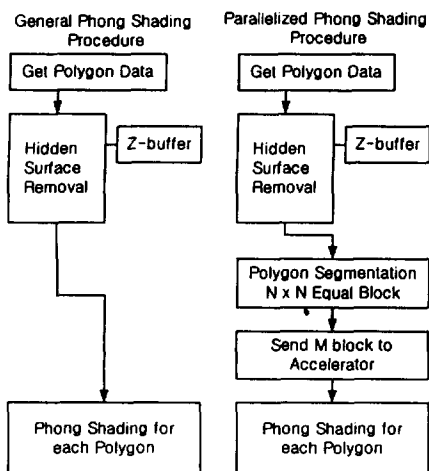 General Phong Shading
Procedure
Get Polygon Data
Hidden
Surface
Removal
Z-buffer
Phong Shading for
each Polygon
Parallelized Phong Shading
Procedure
Get Polygon Data
Hidden
Surface
Removal
Z-buffer
Polygon Segmentation
N x N Equal Block
Send M block to
Accelerator
Phong Shading for
each Polygon